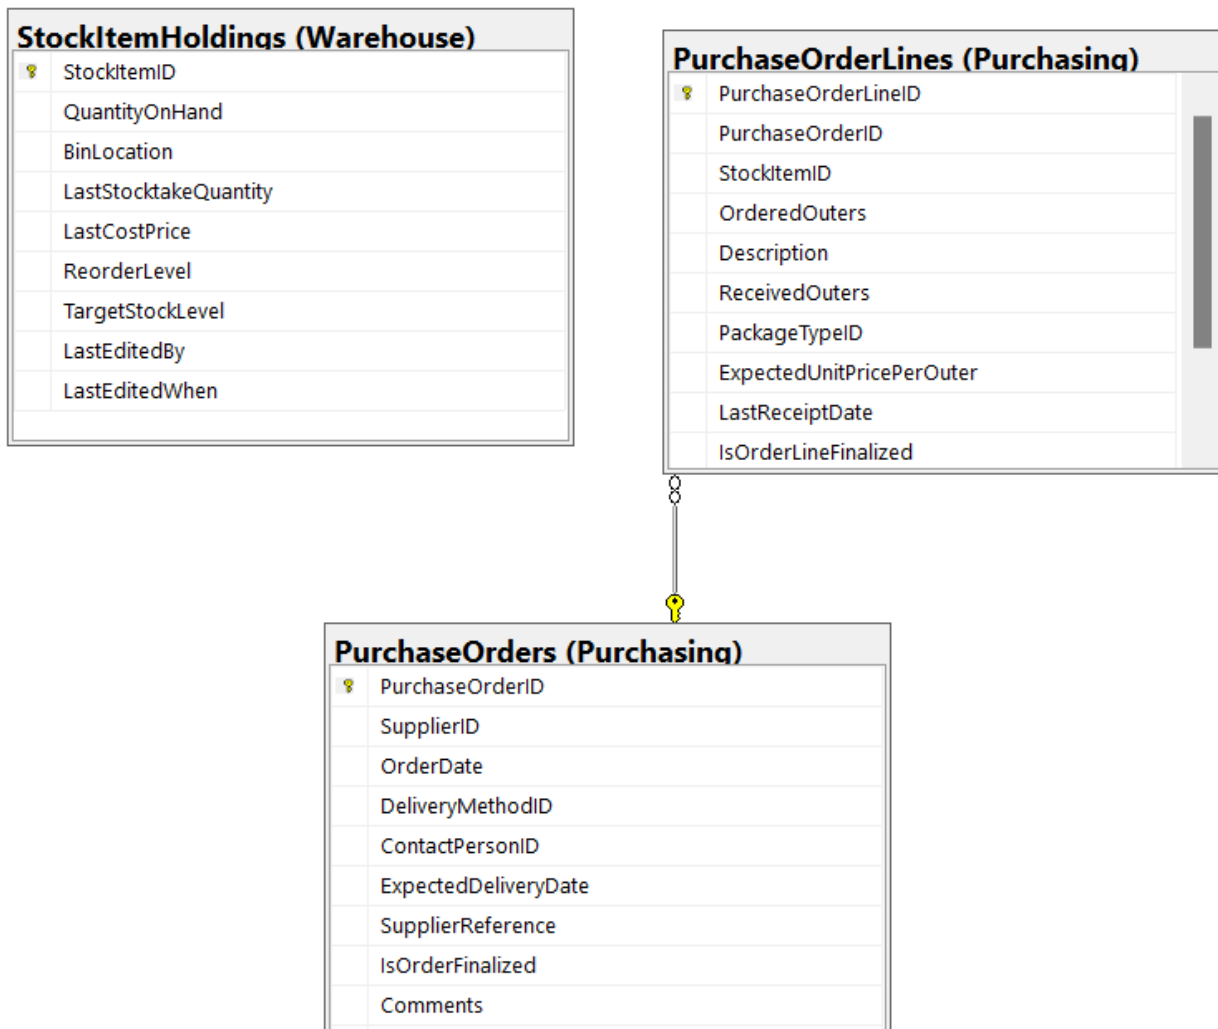 StockItemHoldings (Warehouse)
StockItemID
QuantityOnHand
BinLocation
LastStocktakeQuantity
LastCostPrice
ReorderLevel
TargetStockLevel
LastEditedBy
LastEditedWhen
PurchaseOrderLines (Purchasing)
PurchaseOrderLineID
PurchaseOrderID
StockItemID
OrderedOuters
Description
ReceivedOuters
PackageTypeID
ExpectedUnitPricePerOuter
LastReceiptDate
IsOrderLineFinalized
PurchaseOrders (Purchasing)
PurchaseOrderID
SupplierID
OrderDate
DeliveryMethodID
ContactPersonID
ExpectedDeliveryDate
SupplierReference
IsOrderFinalized
Comments